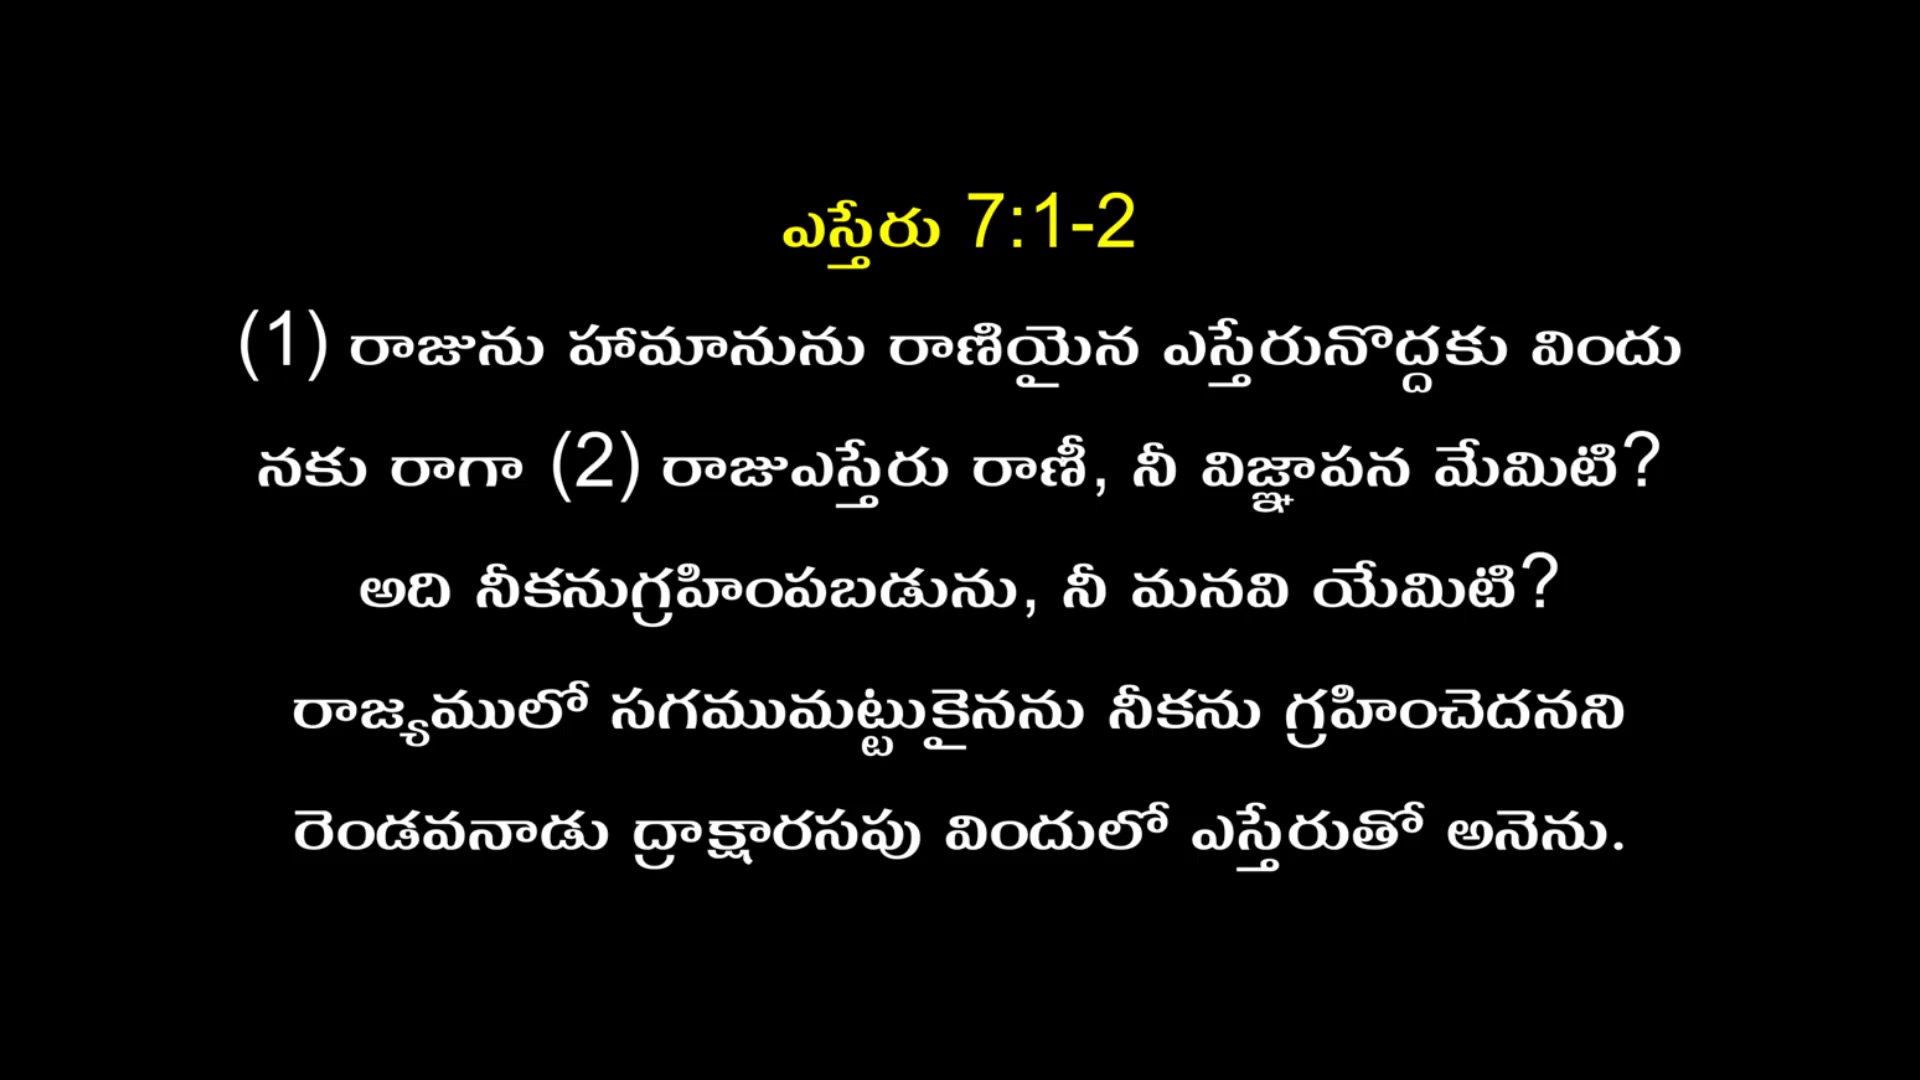 ఎస్తేరు 7:1-2
(1) రాజును హామానును రాణియైన ఎస్తేరునొద్దకు విందు
నకు రాగా (2) రాజుఎస్తేరు రాణీ, నీ విజ్ఞాపన మేమిటి?
అది నీకనుగ్రహింపబడును, నీ మనవి యేమిటి?
రాజ్యములో సగముమట్టుకైనను నీకను గ్రహించెదనని
రెండవనాడు ద్రాక్షారసపు విందులో ఎస్తేరుతో అనెను.